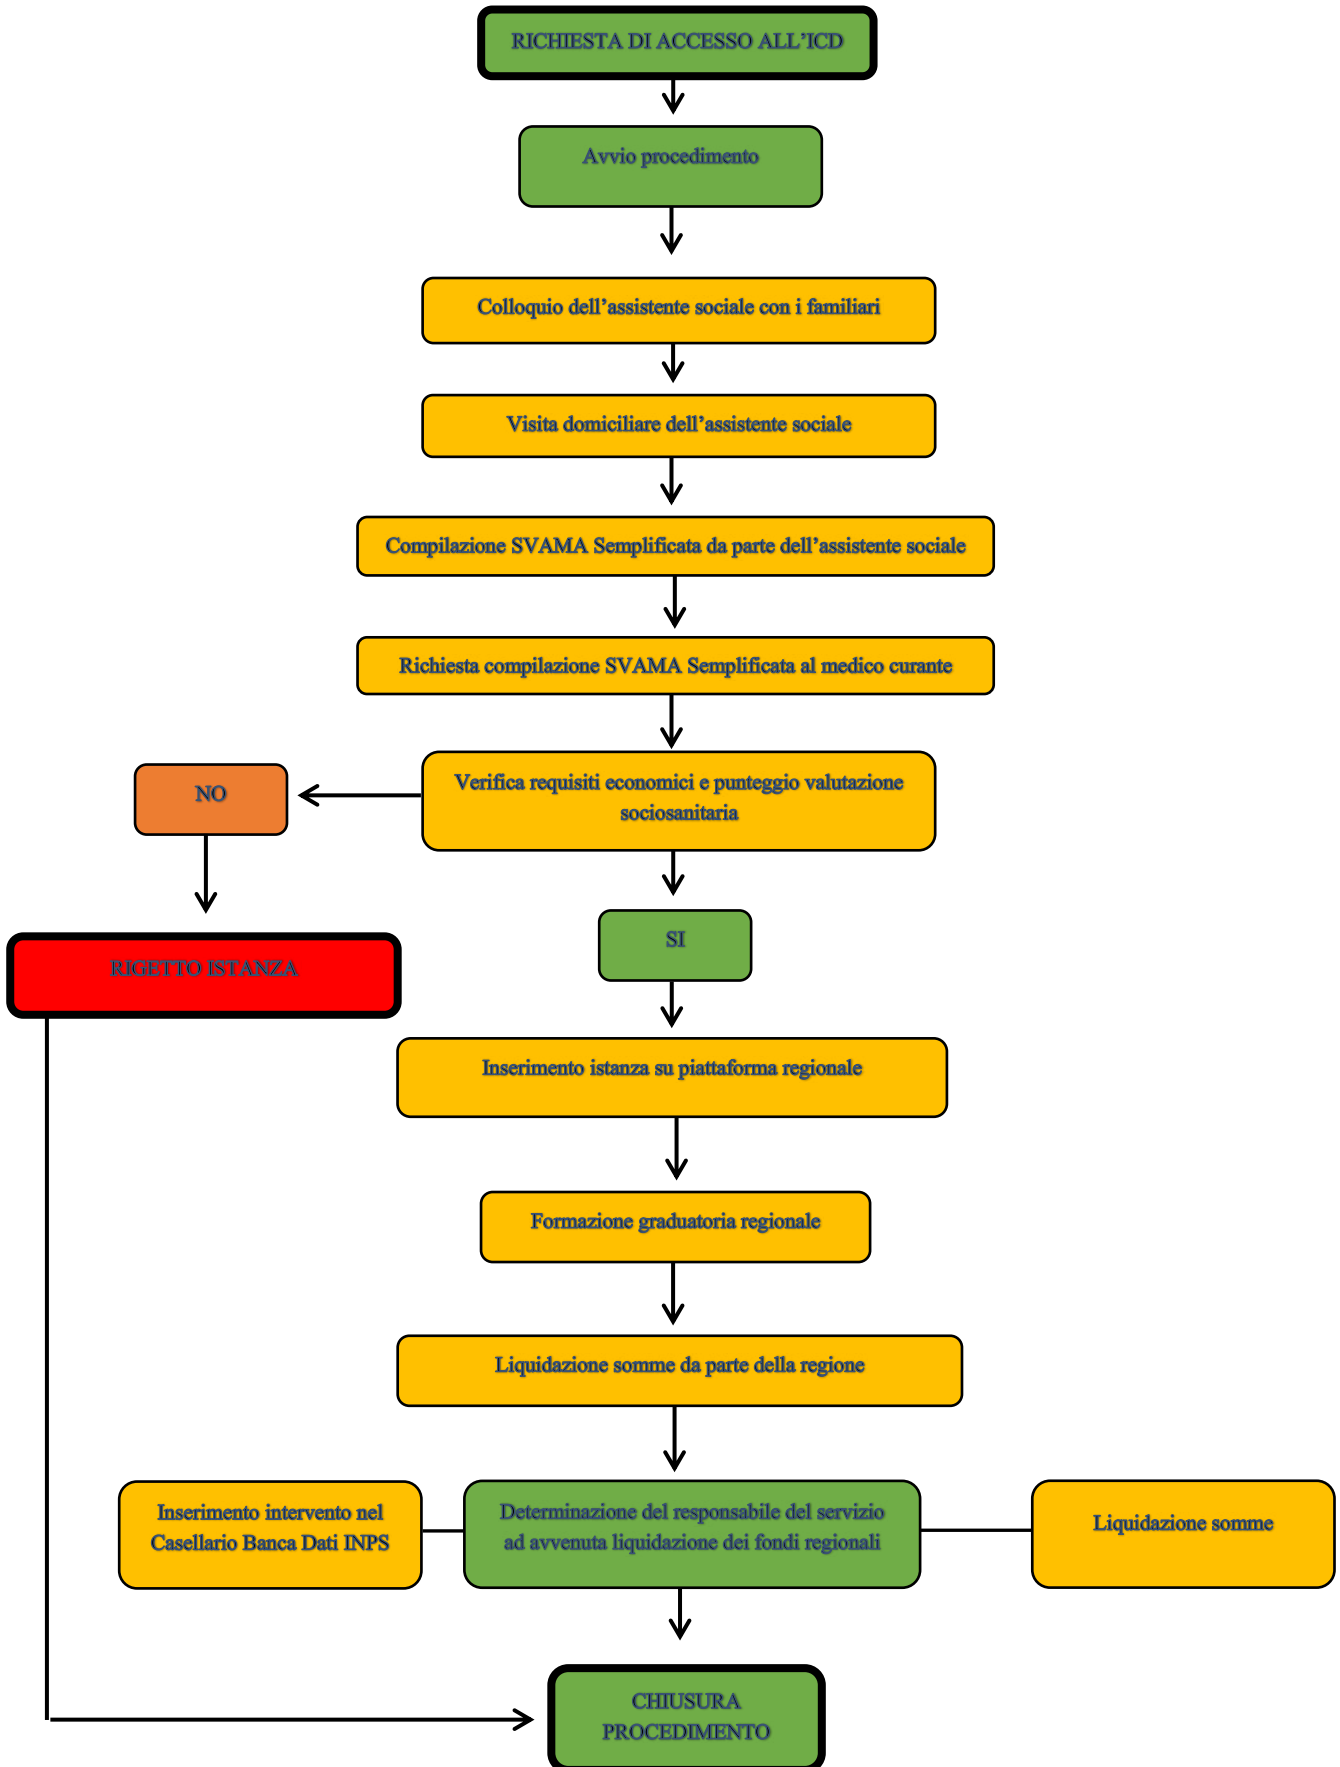 RICHIESTA DI ACCESSO ALL’ICD
Avvio procedimento
Colloquio dell’assistente sociale con i familiari
Visita domiciliare dell’assistente sociale
Compilazione SVAMA Semplificata da parte dell’assistente sociale
Richiesta compilazione SVAMA Semplificata al medico curante
NO
Verifica requisiti economici e punteggio valutazione
sociosanitaria
SI
RIGETTO ISTANZA
Inserimento istanza su piattaforma regionale
Formazione graduatoria regionale
Liquidazione somme da parte della regione
Inserimento intervento nel
Casellario Banca Dati INPS
Determinazione del responsabile del servizio
ad avvenuta liquidazione dei fondi regionali
Liquidazione somme
CHIUSURA
PROCEDIMENTO